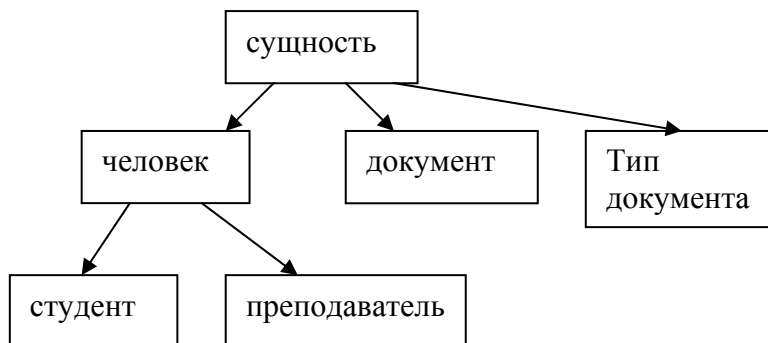 сущность
человек
документ
Тип
документа
студент
преподаватель